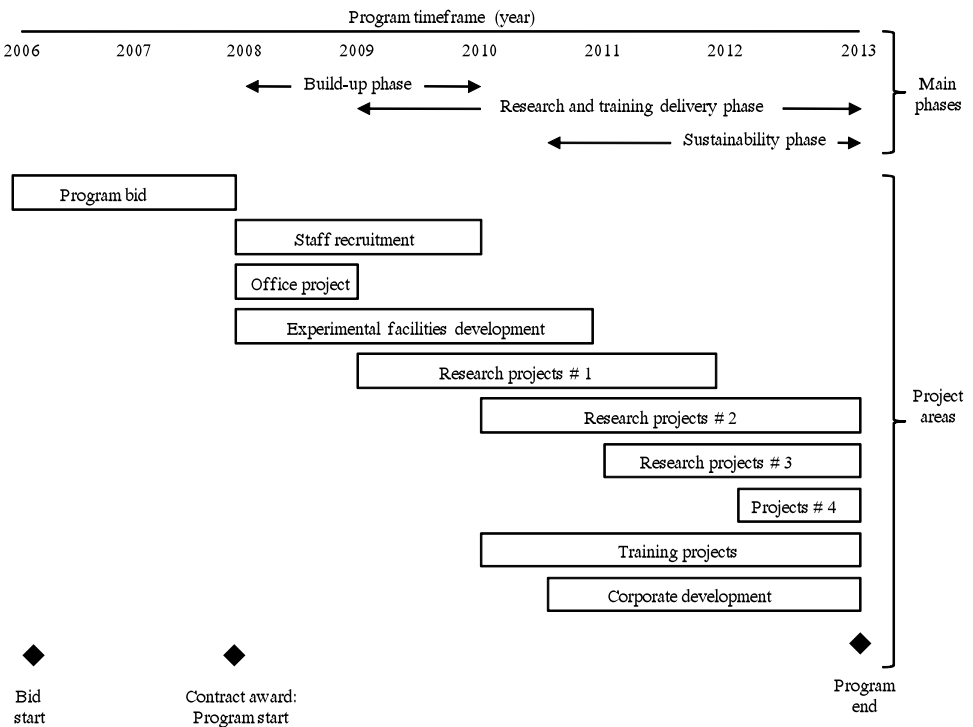 Program timeframe (year)
2006 2007 2008 2009 2010 2011 2012 2013
Build-up phase
Research and training delivery phase
Sustainability phase
Main
phases
Program bid
Staff recruitment
Office project
Experimental facilities development
Research projects # 1
Research projects # 2
Research projects # 3
Projects # 4
Training projects
Corporate development
Project
areas
Bid
start
Contract award:
Program start
Program
end